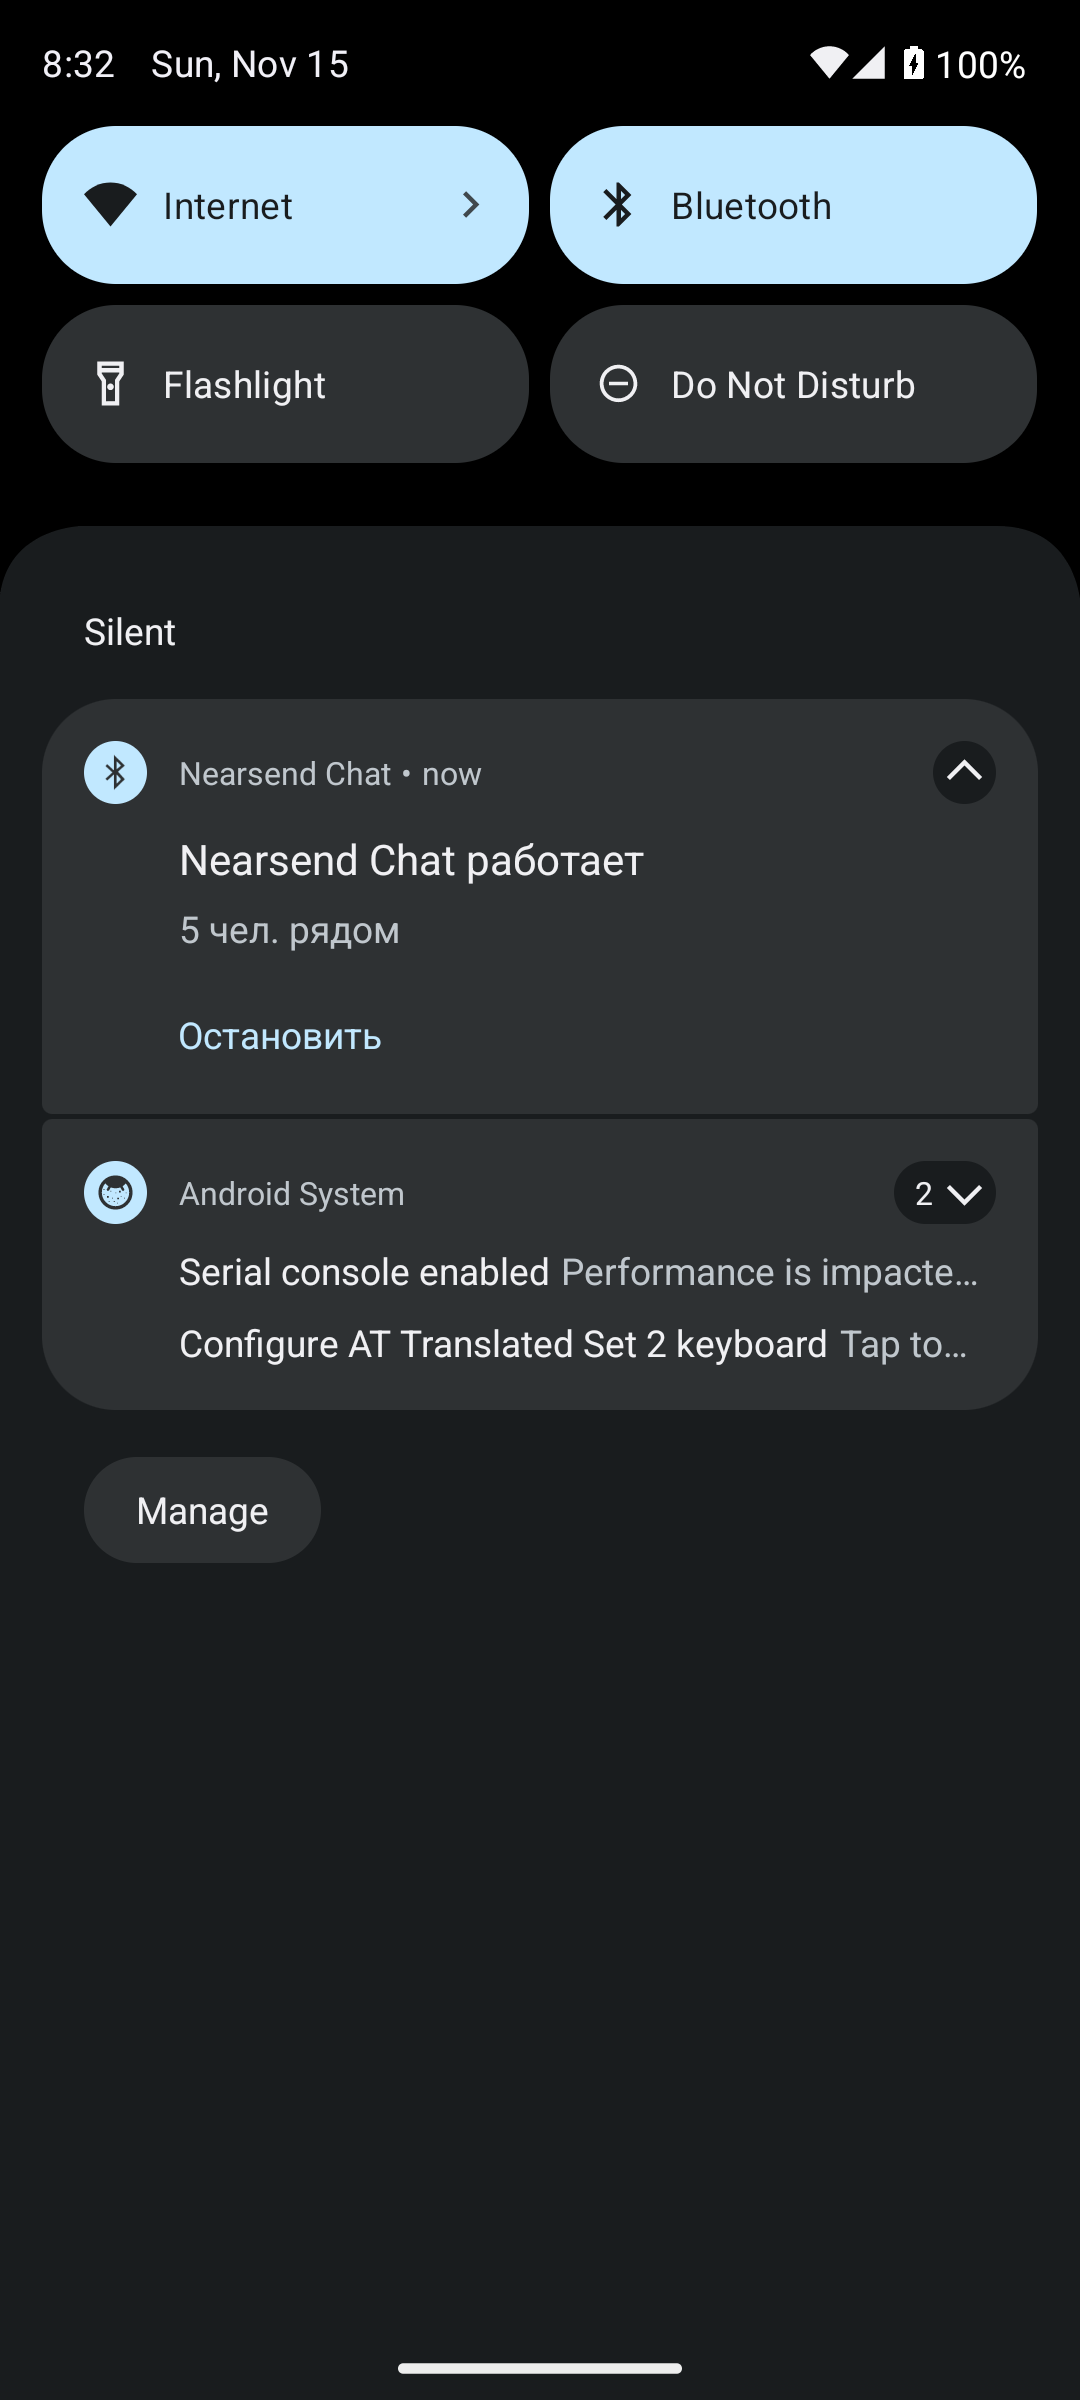 8:32 Sun, Nov 15 100%
Internet
Bluetooth
Flashlight
Do Not Disturb
Silent
Nearsend Chat • now
Nearsend Chat работает
5 чел. рядом
Остановить
Android System 2
Serial console enabled Performance is impacte…
Configure AT Translated Set 2 keyboard Tap to…
Manage